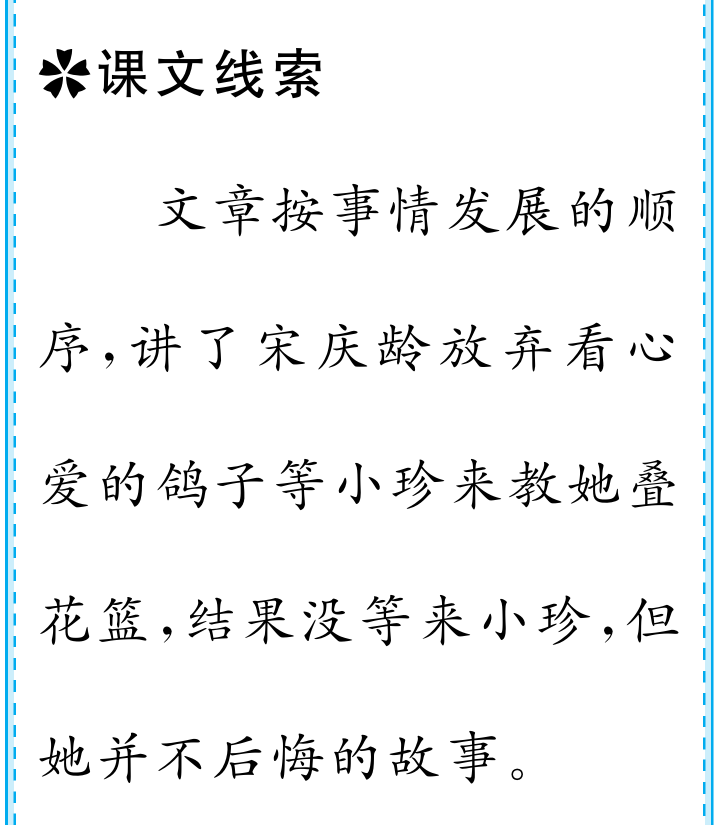 ✽课文线索
文章按事情发展的顺
序,讲了宋庆龄放弃看心
爱的鸽子等小珍来教她叠
花篮,结果没等来小珍,但
她并不后悔的故事。